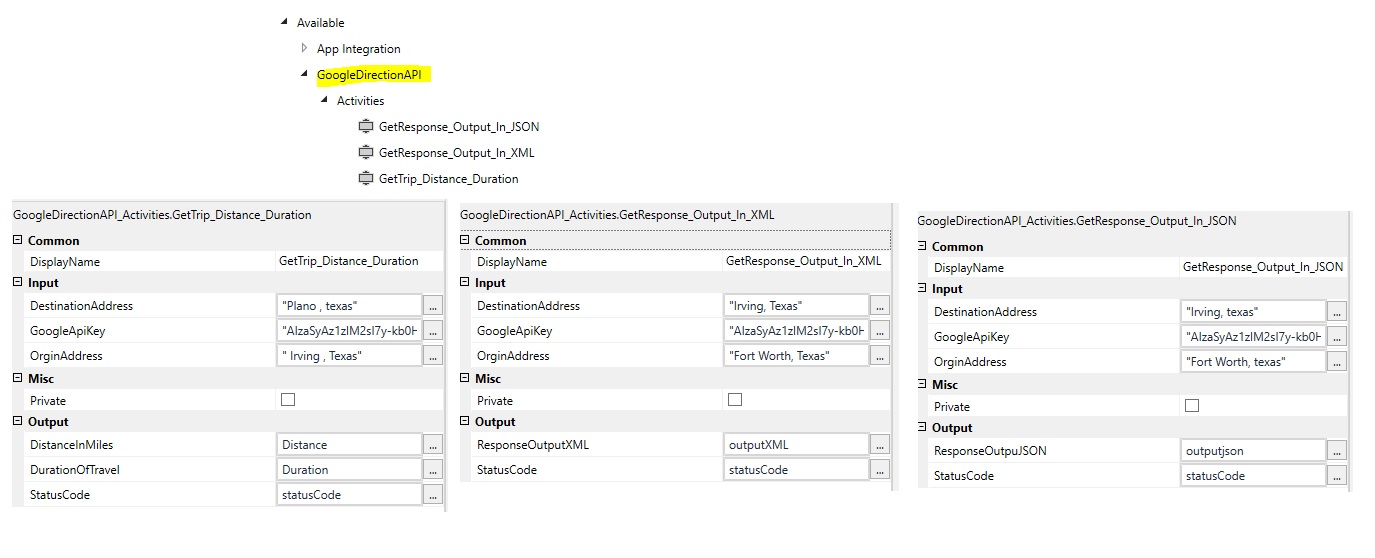 Available
App Integration
GoogleDirectionAPI
Activities
GetResponse_Output_In_JSON
GetResponse_Output_In_XML
GetTrip_Distance_Duration
GoogleDirectionAPI_Activities.GetTrip_Distance_Duration
Common
DisplayName GetTrip_Distance_Duration
Input
DestinationAddress "Plano , texas" ...
GoogleApiKey "AIzaSyAz1zlM2sl7y-kb0H ...
OrginAddress " Irving , Texas" ...
Misc
Private
Output
DistanceInMiles Distance ...
DurationOfTravel Duration ...
StatusCode statusCode ...
GoogleDirectionAPI_Activities.GetResponse_Output_In_XML
Common
DisplayName GetResponse_Output_In_XML
Input
DestinationAddress "Irving, Texas" ...
GoogleApiKey "AIzaSyAz1zlM2sl7y-kb0H ...
OrginAddress "Fort Worth, Texas" ...
Misc
Private
Output
ResponseOutputXML outputXML ...
StatusCode statusCode ...
GoogleDirectionAPI_Activities.GetResponse_Output_In_JSON
Common
DisplayName GetResponse_Output_In_JSON
Input
DestinationAddress "Irving, texas" ...
GoogleApiKey "AIzaSyAz1zlM2sl7y-kb0H ...
OrginAddress "Fort Worth, texas" ...
Misc
Private
Output
ResponseOutpuJSON outputjson ...
StatusCode statusCode ...